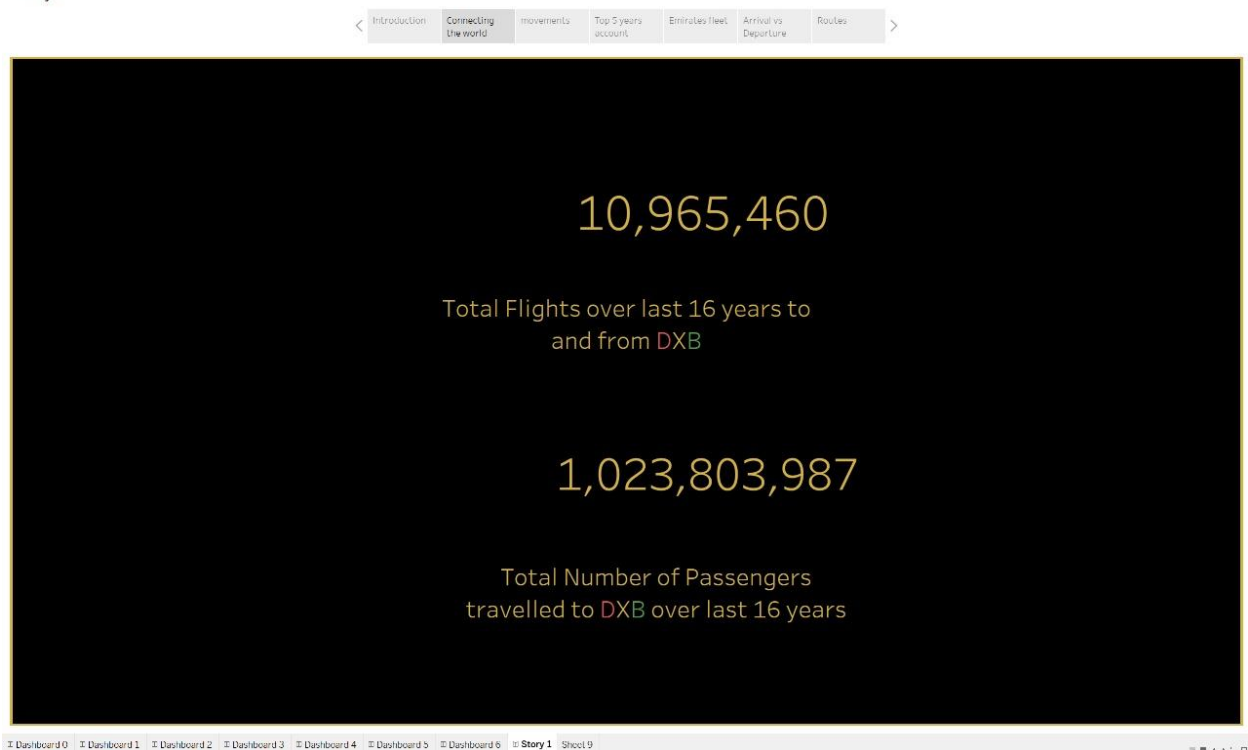 Introduction
Connecting
the world
movements
Top 5 years
account
Emirates fleet
Arrival vs
Departure
Routes
10,965,460
Total Flights over last 16 years to
and from DXB
1,023,803,987
Total Number of Passengers
travelled to DXB over last 16 years
Dashboard 0 Dashboard 1 Dashboard 2 Dashboard 3 Dashboard 4 Dashboard 5 Dashboard 6 Story 1 Sheet 9